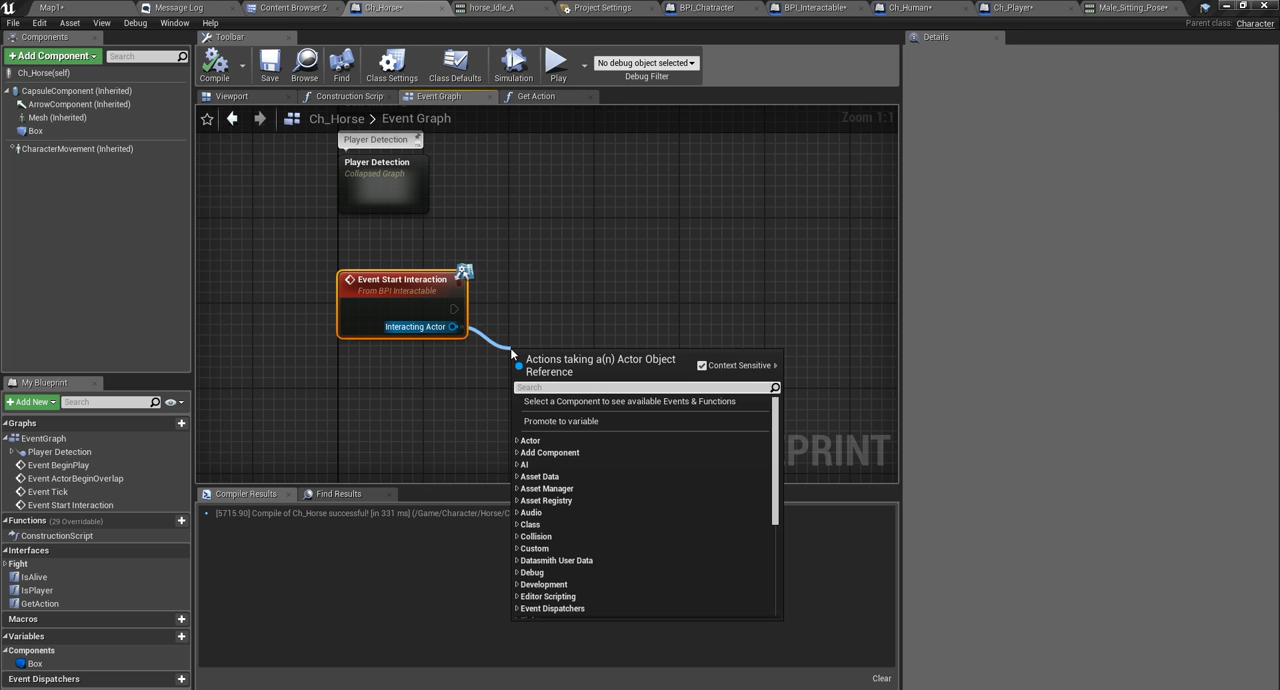 Map1*
Message Log
Content Browser 2
Ch_Horse*
horse_Idle_A
Project Settings
BPI_Chatracter
BPI_Interactable*
Ch_Human*
Ch_Player*
Male_Sitting_Pose*
File
Edit
Asset
View
Debug
Window
Help
Parent class: Character
Components
Add Component
Search
Ch_Horse(self)
CapsuleComponent (Inherited)
ArrowComponent (Inherited)
Mesh (Inherited)
Box
CharacterMovement (Inherited)
Toolbar
Compile
Save
Browse
Find
Class Settings
Class Defaults
Simulation
Play
No debug object selected
Debug Filter
Details
Viewport
Construction Scrip
Event Graph
Get Action
Ch_Horse > Event Graph
Zoom 1:1
Player Detection
Player Detection
Collapsed Graph
Event Start Interaction
From BPI Interactable
Interacting Actor
PRINT
Actions taking a(n) Actor Object
Reference
Context Sensitive
Search
Select a Component to see available Events & Functions
Promote to variable
Actor
Add Component
AI
Asset Data
Asset Manager
Asset Registry
Audio
Class
Collision
Custom
Datasmith User Data
Debug
Development
Editor Scripting
Event Dispatchers
My Blueprint
Add New
Search
Graphs
EventGraph
Player Detection
Event BeginPlay
Event ActorBeginOverlap
Event Tick
Event Start Interaction
Functions (29 Overridable)
ConstructionScript
Interfaces
Fight
IsAlive
IsPlayer
GetAction
Macros
Variables
Components
Box
Event Dispatchers
Compiler Results
Find Results
[5715.90] Compile of Ch_Horse successful! [in 331 ms] (/Game/Character/Horse/C
Clear